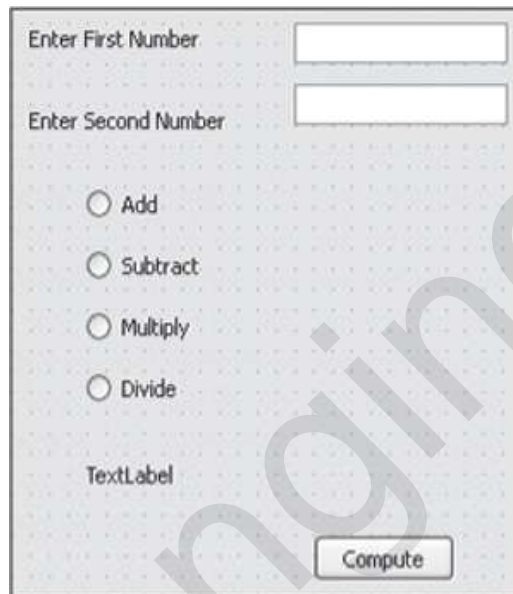 Enter First Number
Enter Second Number
Add
Subtract
Multiply
Divide
TextLabel
Compute